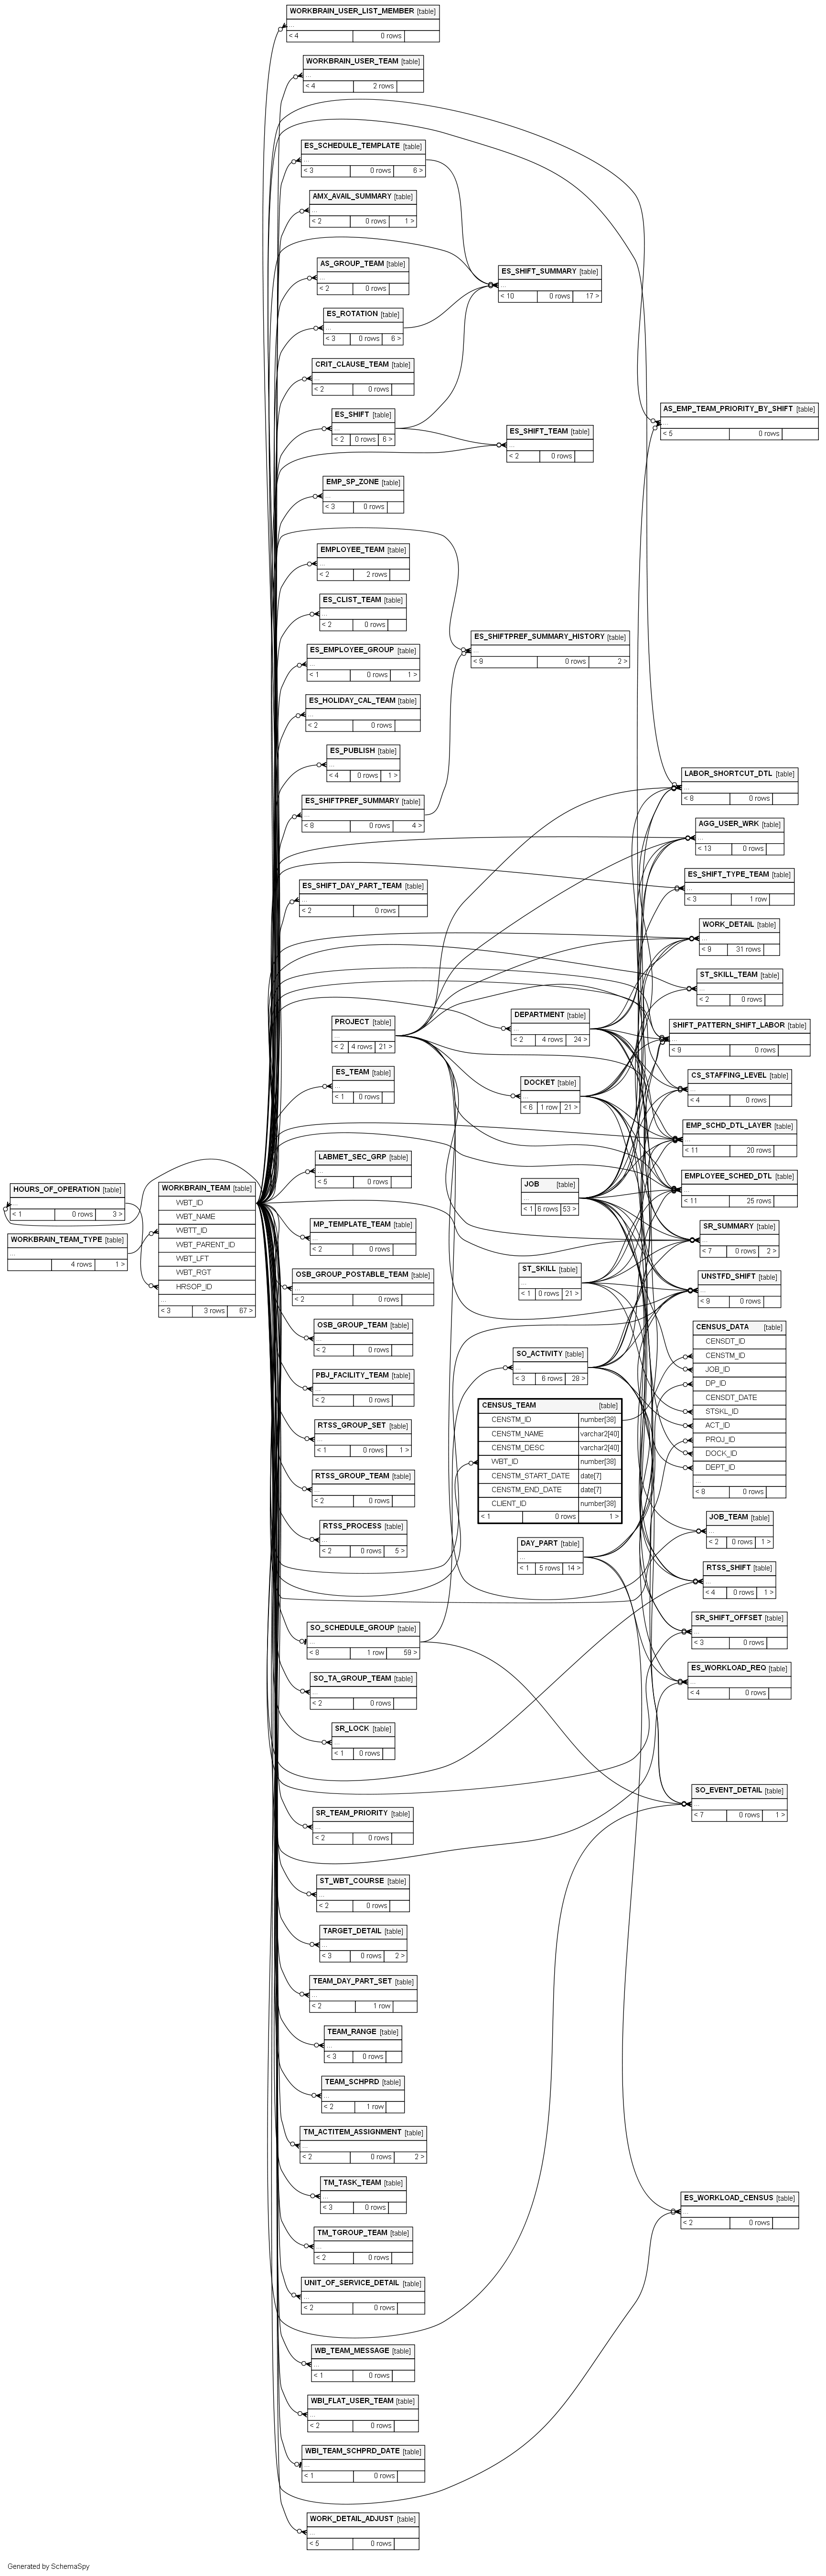 WORKBRAIN_USER_LIST_MEMBER [table]
...
< 4 0 rows
WORKBRAIN_USER_TEAM [table]
...
< 4 2 rows
ES_SCHEDULE_TEMPLATE [table]
...
< 3 0 rows 6 >
AMX_AVAIL_SUMMARY [table]
...
< 2 0 rows 1 >
AS_GROUP_TEAM [table]
...
< 2 0 rows
ES_ROTATION [table]
...
< 3 0 rows 6 >
CRIT_CLAUSE_TEAM [table]
...
< 2 0 rows
ES_SHIFT [table]
...
< 2 0 rows 6 >
EMP_SP_ZONE [table]
...
< 3 0 rows
EMPLOYEE_TEAM [table]
...
< 2 2 rows
ES_CLIST_TEAM [table]
...
< 2 0 rows
ES_EMPLOYEE_GROUP [table]
...
< 1 0 rows 1 >
ES_HOLIDAY_CAL_TEAM [table]
...
< 2 0 rows
ES_PUBLISH [table]
...
< 4 0 rows 1 >
ES_SHIFTPREF_SUMMARY [table]
...
< 8 0 rows 4 >
ES_SHIFT_DAY_PART_TEAM [table]
...
< 2 0 rows
PROJECT [table]
...
< 2 4 rows 21 >
ES_TEAM [table]
...
< 1 0 rows
LABMET_SEC_GRP [table]
...
< 5 0 rows
MP_TEMPLATE_TEAM [table]
...
< 2 0 rows
OSB_GROUP_POSTABLE_TEAM [table]
...
< 2 0 rows
OSB_GROUP_TEAM [table]
...
< 2 0 rows
PBJ_FACILITY_TEAM [table]
...
< 2 0 rows
RTSS_GROUP_SET [table]
...
< 1 0 rows 1 >
RTSS_GROUP_TEAM [table]
...
< 2 0 rows
RTSS_PROCESS [table]
...
< 2 0 rows 5 >
SO_SCHEDULE_GROUP [table]
...
< 8 1 row 59 >
SO_TA_GROUP_TEAM [table]
...
< 2 0 rows
SR_LOCK [table]
...
< 1 0 rows
SR_TEAM_PRIORITY [table]
...
< 2 0 rows
ST_WBT_COURSE [table]
...
< 2 0 rows
TARGET_DETAIL [table]
...
< 3 0 rows 2 >
TEAM_DAY_PART_SET [table]
...
< 2 1 row
TEAM_RANGE [table]
...
< 3 0 rows
TEAM_SCHPRD [table]
...
< 2 1 row
TM_ACTITEM_ASSIGNMENT [table]
...
< 2 0 rows 2 >
TM_TASK_TEAM [table]
...
< 3 0 rows
TM_TGROUP_TEAM [table]
...
< 2 0 rows
UNIT_OF_SERVICE_DETAIL [table]
...
< 2 0 rows
WB_TEAM_MESSAGE [table]
...
< 1 0 rows
WBI_FLAT_USER_TEAM [table]
...
< 2 0 rows
WBI_TEAM_SCHPRD_DATE [table]
...
< 1 0 rows
WORK_DETAIL_ADJUST [table]
...
< 5 0 rows
HOURS_OF_OPERATION [table]
...
< 1 0 rows 3 >
WORKBRAIN_TEAM_TYPE [table]
...
4 rows 1 >
WORKBRAIN_TEAM [table]
WBT_ID
WBT_NAME
WBTT_ID
WBT_PARENT_ID
WBT_LFT
WBT_RGT
HRSOP_ID
...
< 3 3 rows 67 >
ES_SHIFT_SUMMARY [table]
...
< 10 0 rows 17 >
ES_SHIFT_TEAM [table]
...
< 2 0 rows
ES_SHIFTPREF_SUMMARY_HISTORY [table]
...
< 9 0 rows 2 >
DEPARTMENT [table]
...
< 2 4 rows 24 >
DOCKET [table]
...
< 6 1 row 21 >
JOB [table]
...
< 1 6 rows 53 >
ST_SKILL [table]
...
< 1 0 rows 21 >
SO_ACTIVITY [table]
...
< 3 6 rows 28 >
CENSUS_TEAM [table]
CENSTM_ID number[38]
CENSTM_NAME varchar2[40]
CENSTM_DESC varchar2[40]
WBT_ID number[38]
CENSTM_START_DATE date[7]
CENSTM_END_DATE date[7]
CLIENT_ID number[38]
< 1 0 rows 1 >
DAY_PART [table]
...
< 1 5 rows 14 >
AS_EMP_TEAM_PRIORITY_BY_SHIFT [table]
...
< 5 0 rows
LABOR_SHORTCUT_DTL [table]
...
< 8 0 rows
AGG_USER_WRK [table]
...
< 13 0 rows
ES_SHIFT_TYPE_TEAM [table]
...
< 3 1 row
WORK_DETAIL [table]
...
< 9 31 rows
ST_SKILL_TEAM [table]
...
< 2 0 rows
SHIFT_PATTERN_SHIFT_LABOR [table]
...
< 9 0 rows
CS_STAFFING_LEVEL [table]
...
< 4 0 rows
EMP_SCHD_DTL_LAYER [table]
...
< 11 20 rows
EMPLOYEE_SCHED_DTL [table]
...
< 11 25 rows
SR_SUMMARY [table]
...
< 7 0 rows 2 >
UNSTFD_SHIFT [table]
...
< 9 0 rows
CENSUS_DATA [table]
CENSDT_ID
CENSTM_ID
JOB_ID
DP_ID
CENSDT_DATE
STSKL_ID
ACT_ID
PROJ_ID
DOCK_ID
DEPT_ID
...
< 8 0 rows
JOB_TEAM [table]
...
< 2 0 rows 1 >
RTSS_SHIFT [table]
...
< 4 0 rows 1 >
SR_SHIFT_OFFSET [table]
...
< 3 0 rows
ES_WORKLOAD_REQ [table]
...
< 4 0 rows
SO_EVENT_DETAIL [table]
...
< 7 0 rows 1 >
ES_WORKLOAD_CENSUS [table]
...
< 2 0 rows
Generated by SchemaSpy